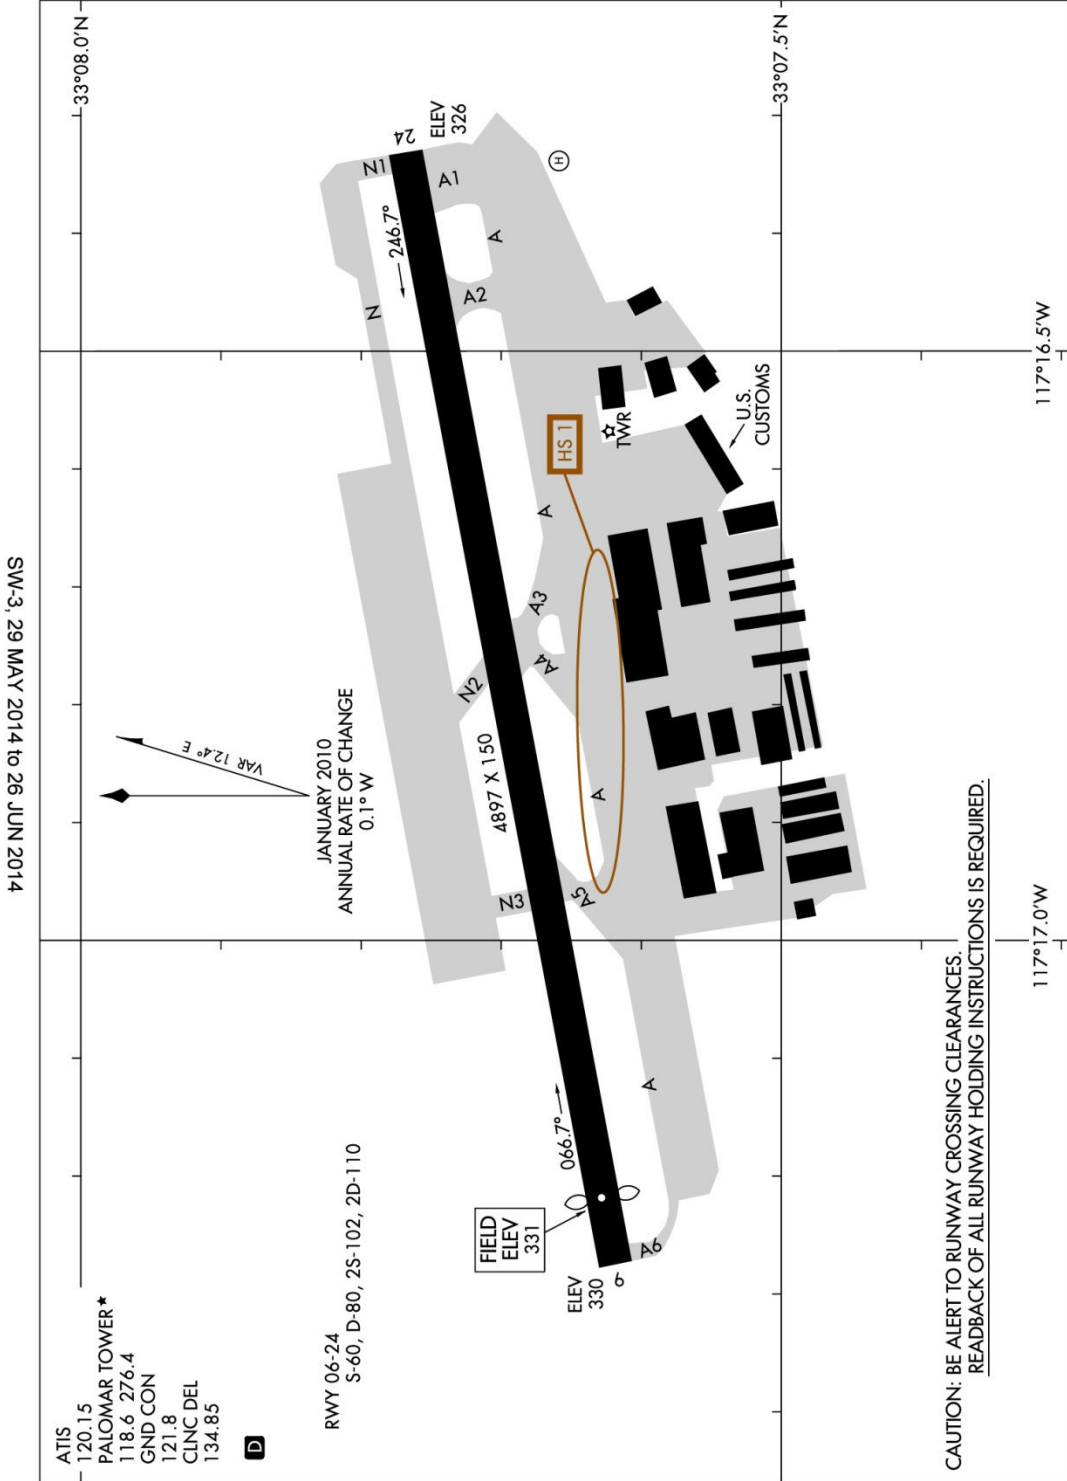 ATIS
120.15
PALOMAR TOWER★
118.6 276.4
GND CON
121.8
CLNC DEL
134.85
D
RWY 06-24
S-60, D-80, 2S-102, 2D-110
JANUARY 2010
ANNUAL RATE OF CHANGE
0.1° W
VAR 12.4° E
33°08.0'N
33°07.5'N
117°16.5'W
117°17.0'W
FIELD
ELEV
331
ELEV
330
6
066.7°
4897 X 150
246.7°
24
ELEV
326
N1
N
N2
N3
A1
A
A2
A
A3
A4
A
A5
A
A6
H
HS 1
TWR
U.S.
CUSTOMS
CAUTION: BE ALERT TO RUNWAY CROSSING CLEARANCES.
READBACK OF ALL RUNWAY HOLDING INSTRUCTIONS IS REQUIRED.
SW-3, 29 MAY 2014 to 26 JUN 2014